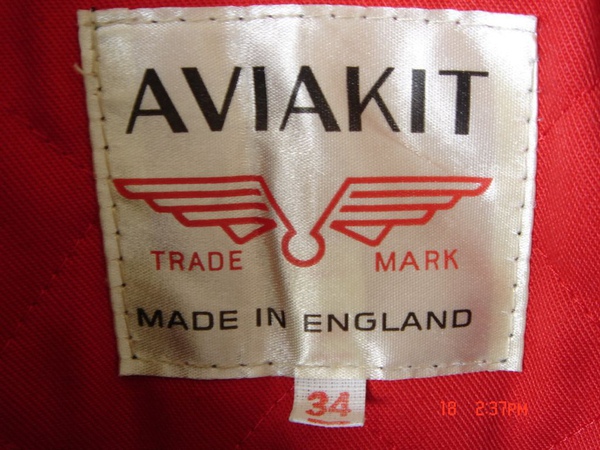 AVIAKIT
TRADE MARK
MADE IN ENGLAND
34
18 2:37PM